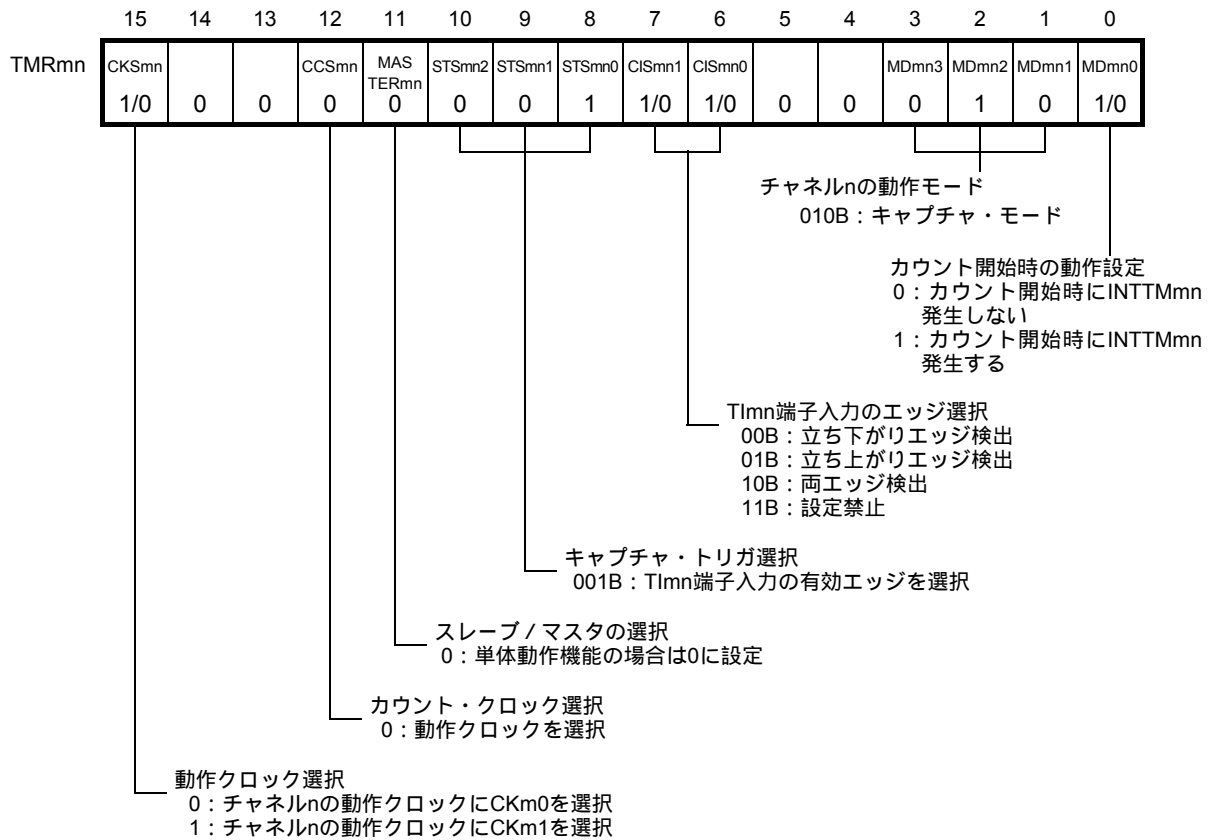 15 14 13 12 11 10 9 8 7 6 5 4 3 2 1 0
TMRmn CKSmn CCSmn MAS TERmn STSmn2 STSmn1 STSmn0 CISmn1 CISmn0 MDmn3 MDmn2 MDmn1 MDmn0
1/0 0 0 0 0 0 0 1 1/0 1/0 0 0 0 1 0 1/0
チャネルnの動作モード
010B：キャプチャ・モード
カウント開始時の動作設定
0：カウント開始時にINTTMmn
発生しない
1：カウント開始時にINTTMmn
発生する
TImn端子入力のエッジ選択
00B：立ち下がりエッジ検出
01B：立ち上がりエッジ検出
10B：両エッジ検出
11B：設定禁止
キャプチャ・トリガ選択
001B：TImn端子入力の有効エッジを選択
スレーブ／マスタの選択
0：単体動作機能の場合は0に設定
カウント・クロック選択
0：動作クロックを選択
動作クロック選択
0：チャネルnの動作クロックにCKm0を選択
1：チャネルnの動作クロックにCKm1を選択